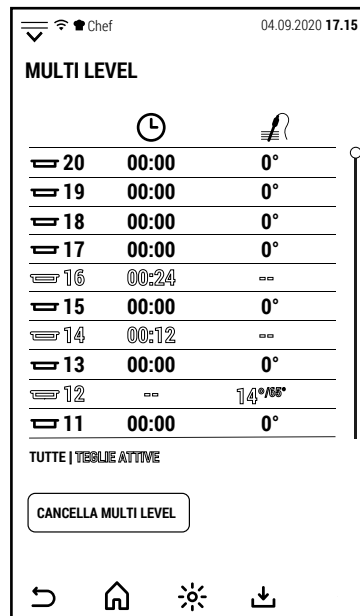 Chef 04.09.2020 17.15
MULTI LEVEL
20 00:00 0°
19 00:00 0°
18 00:00 0°
17 00:00 0°
16 00:24 --
15 00:00 0°
14 00:12 --
13 00:00 0°
12 -- 14°/65°
11 00:00 0°
TUTTE | TEGLIE ATTIVE
CANCELLA MULTI LEVEL